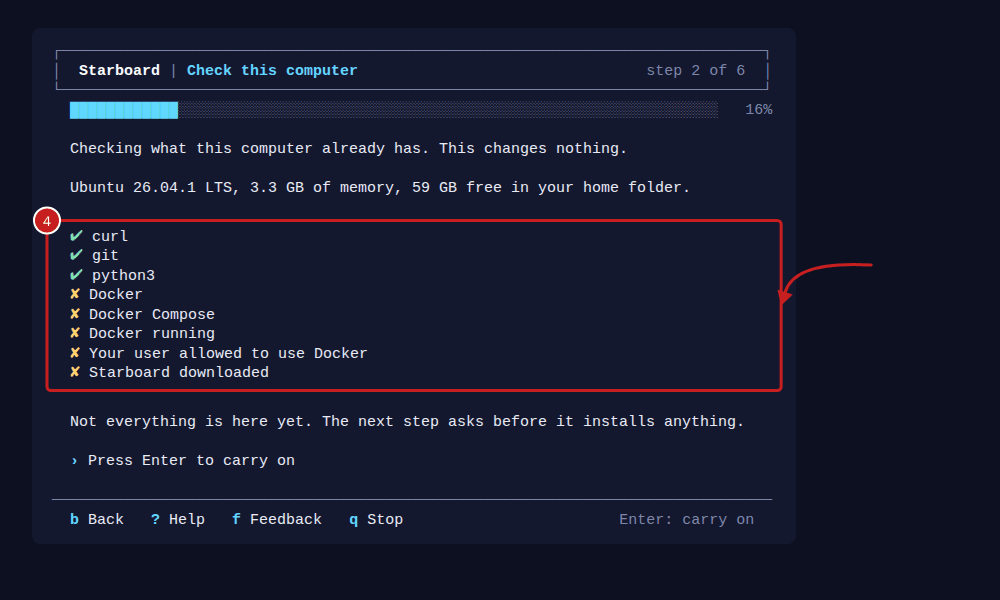 Starboard | Check this computer step 2 of 6
16%
Checking what this computer already has. This changes nothing.
Ubuntu 26.04.1 LTS, 3.3 GB of memory, 59 GB free in your home folder.
4
✔ curl
✔ git
✔ python3
✘ Docker
✘ Docker Compose
✘ Docker running
✘ Your user allowed to use Docker
✘ Starboard downloaded
Not everything is here yet. The next step asks before it installs anything.
› Press Enter to carry on
b Back ? Help f Feedback q Stop Enter: carry on